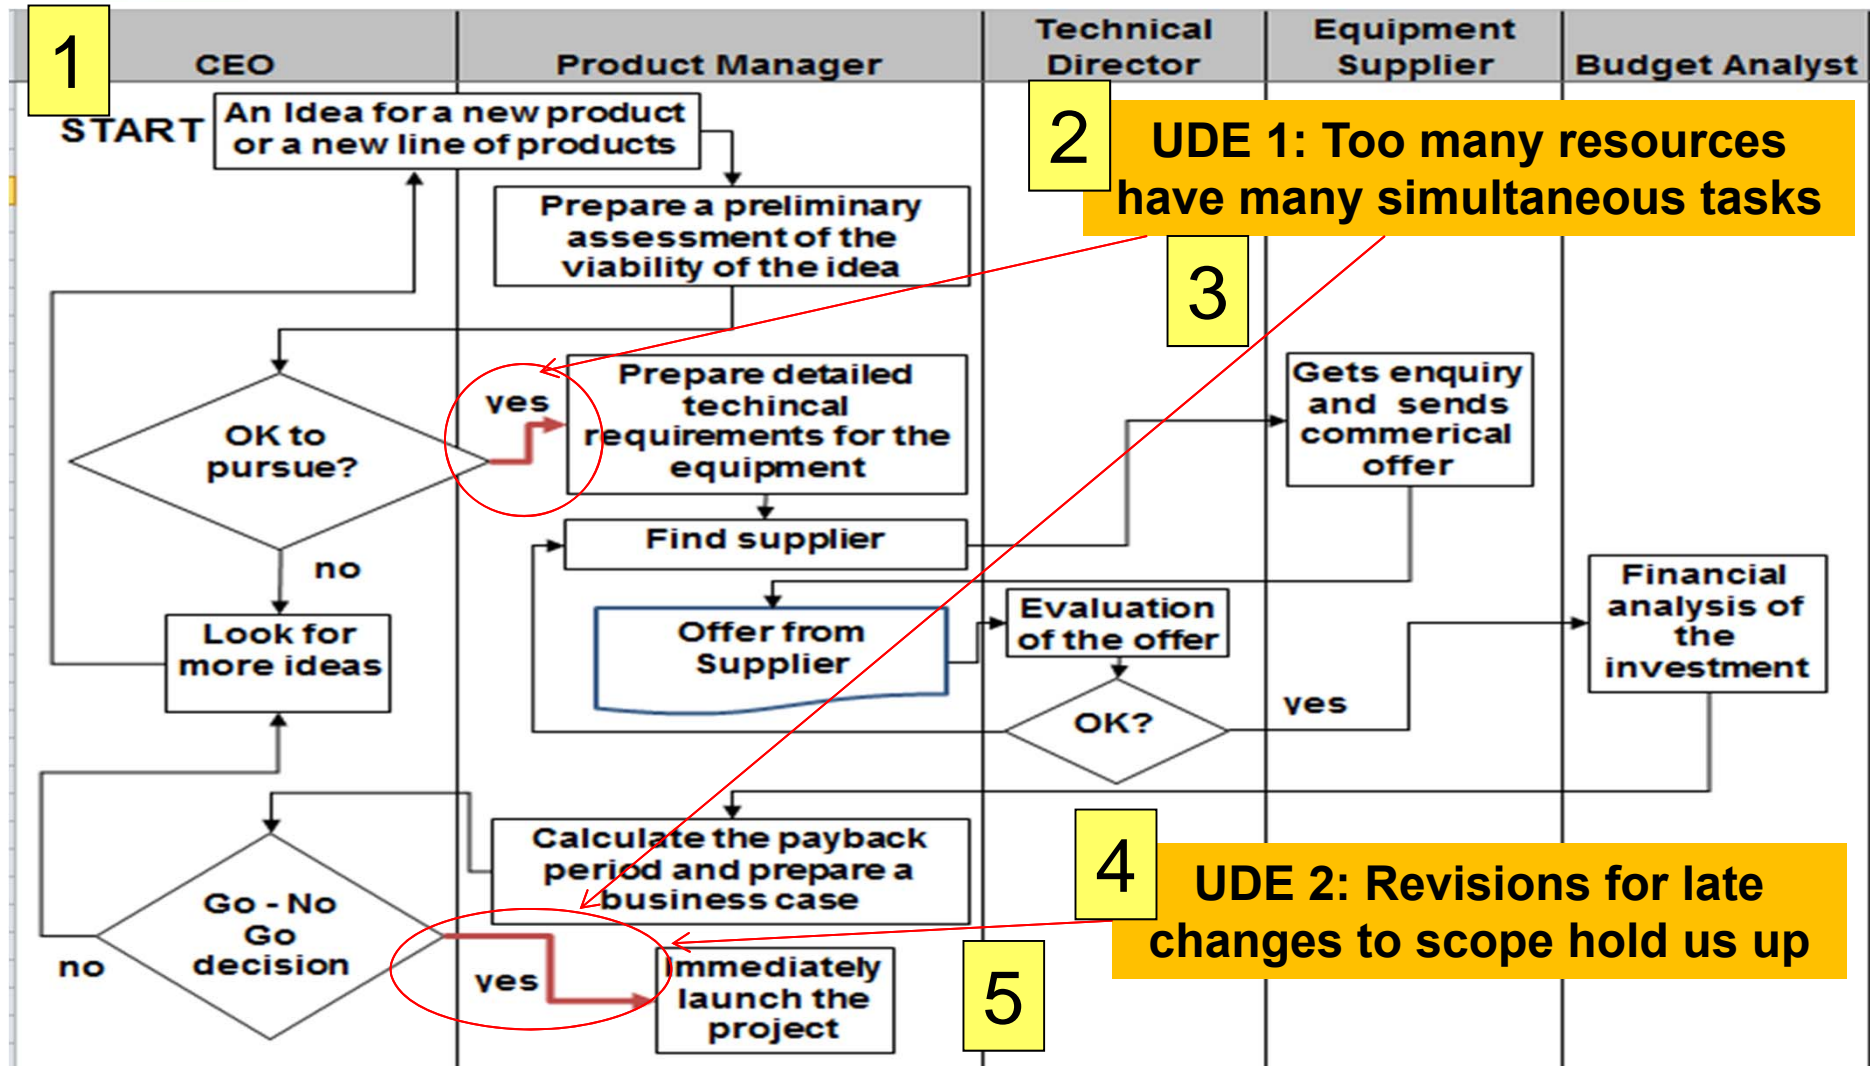 1
CEO
Product Manager
Technical
Director
Equipment
Supplier
Budget Analyst
START
An Idea for a new product
or a new line of products
2
UDE 1: Too many resources
have many simultaneous tasks
Prepare a preliminary
assessment of the
viability of the idea
3
OK to
pursue?
yes
Prepare detailed
techincal
requirements for the
equipment
Gets enquiry
and sends
commerical
offer
no
Find supplier
Look for
more ideas
Offer from
Supplier
Evaluation
of the offer
Financial
analysis of
the
investment
OK?
yes
Calculate the payback
period and prepare a
business case
4
UDE 2: Revisions for late
changes to scope hold us up
Go - No
Go
decision
no
yes
Immediately
launch the
project
5